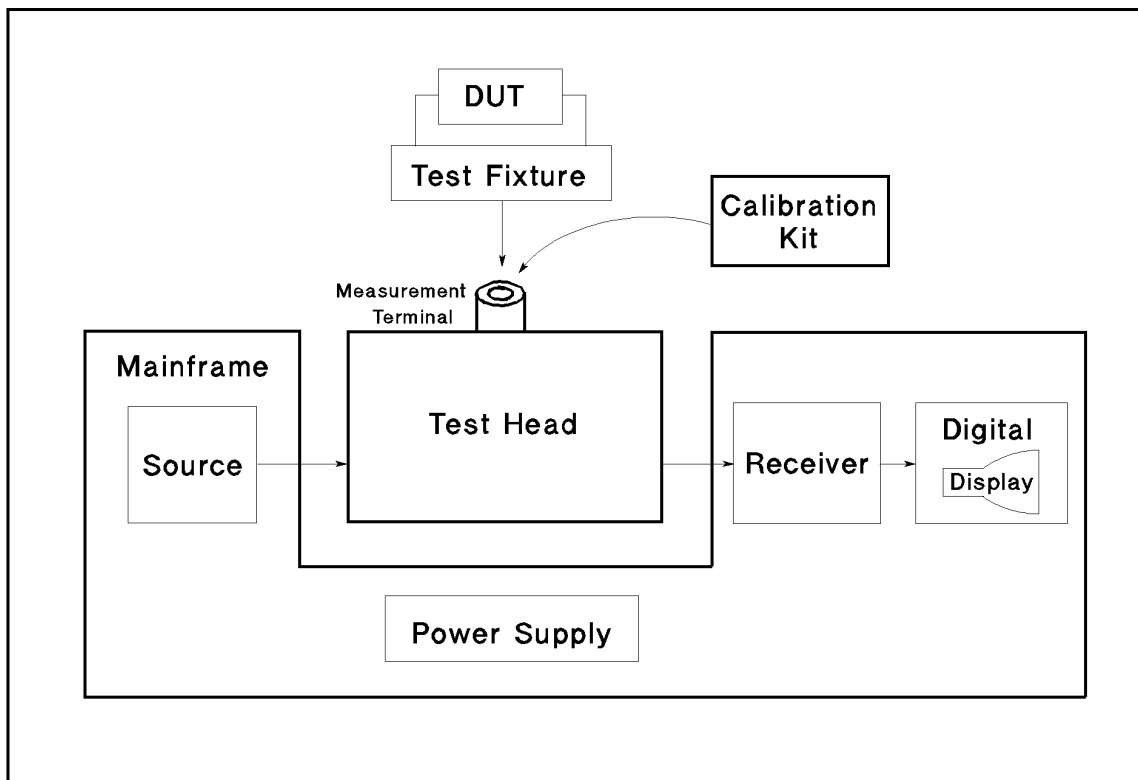 DUT
Test Fixture
Calibration
Kit
Measurement
Terminal
Mainframe
Source
Test Head
Receiver
Digital
Display
Power Supply